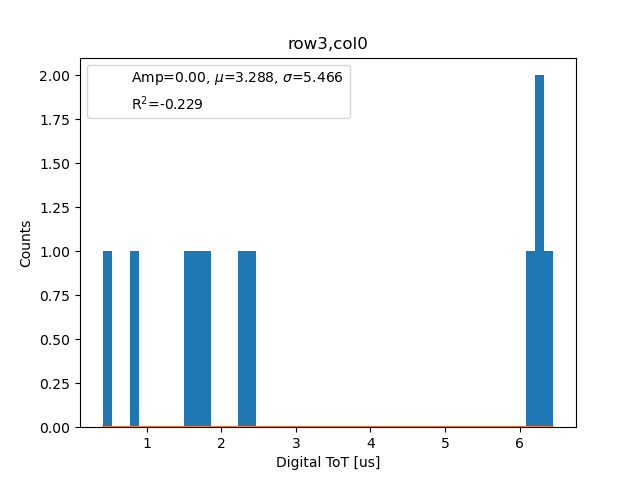 row3,col0
Amp=0.00, μ=3.288, σ=5.466
R²=-0.229
2.00
1.75
1.50
1.25
1.00
0.75
0.50
0.25
0.00
Counts
1 2 3 4 5 6
Digital ToT [us]